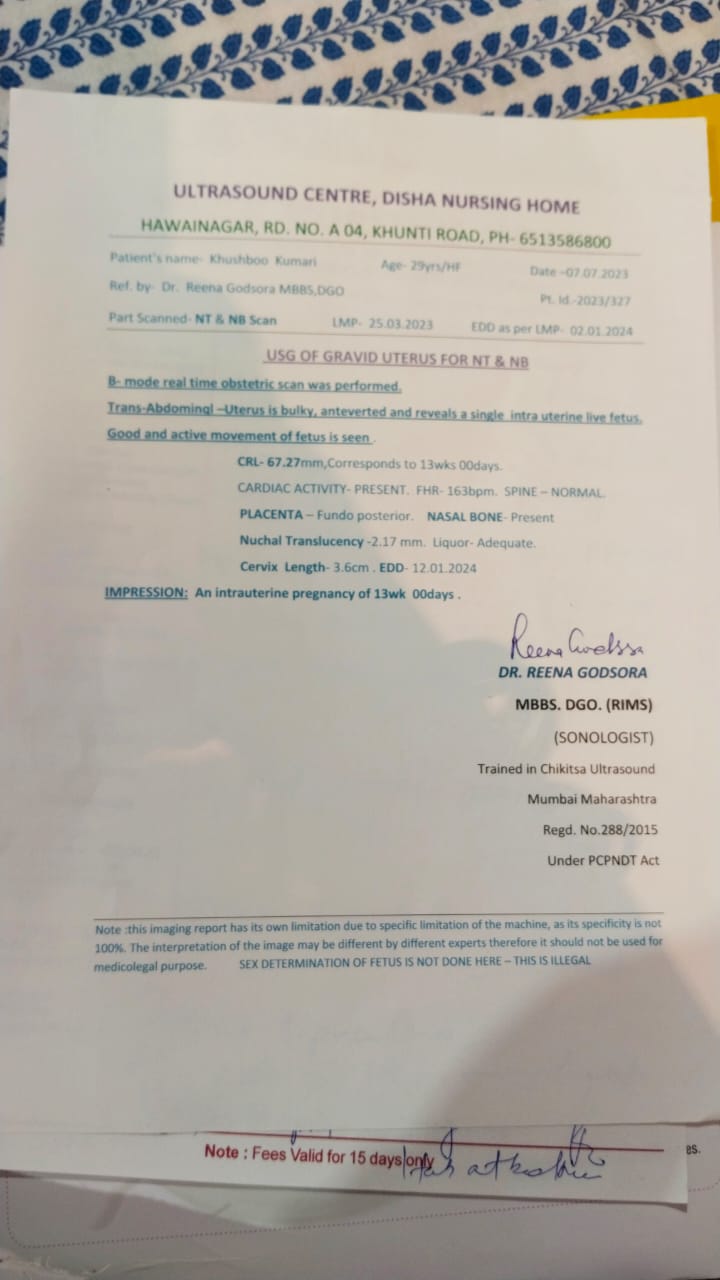 ULTRASOUND CENTRE, DISHA NURSING HOME
HAWAINAGAR, RD. NO. A 04, KHUNTI ROAD, PH- 6513586800
Patient's name- Khushboo Kumari Age- 29yrs/HF Date –07.07.2023
Ref. by- Dr. Reena Godsora MBBS,DGO Pt. Id.-2023/327
Part Scanned- NT & NB Scan LMP- 25.03.2023 EDD as per LMP- 02.01.2024
USG OF GRAVID UTERUS FOR NT & NB
B- mode real time obstetric scan was performed.
Trans-Abdominal –Uterus is bulky, anteverted and reveals a single intra uterine live fetus.
Good and active movement of fetus is seen .
CRL- 67.27mm,Corresponds to 13wks 00days.
CARDIAC ACTIVITY- PRESENT. FHR- 163bpm. SPINE – NORMAL.
PLACENTA – Fundo posterior. NASAL BONE- Present
Nuchal Translucency -2.17 mm. Liquor- Adequate.
Cervix Length- 3.6cm . EDD- 12.01.2024
IMPRESSION: An intrauterine pregnancy of 13wk 00days .
Reena Godsora
DR. REENA GODSORA
MBBS. DGO. (RIMS)
(SONOLOGIST)
Trained in Chikitsa Ultrasound
Mumbai Maharashtra
Regd. No.288/2015
Under PCPNDT Act
Note :this imaging report has its own limitation due to specific limitation of the machine, as its specificity is not
100%. The interpretation of the image may be different by different experts therefore it should not be used for
medicolegal purpose. SEX DETERMINATION OF FETUS IS NOT DONE HERE – THIS IS ILLEGAL
Note : Fees Valid for 15 days only
es.